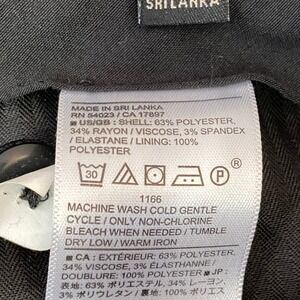 SRI LANKA
MADE IN SRI LANKA
RN 54023 / CA 17897
US/GB : SHELL: 63% POLYESTER,
34% RAYON / VISCOSE, 3% SPANDEX
/ ELASTANE / LINING: 100%
POLYESTER
30 P ®
1166
MACHINE WASH COLD GENTLE
CYCLE / ONLY NON-CHLORINE
BLEACH WHEN NEEDED / TUMBLE
DRY LOW / WARM IRON
CA : EXTÉRIEUR: 63% POLYESTER
34% VISCOSE, 3% ÉLASTHANNE /
DOUBLURE: 100% POLYESTER JP :
表地: 63% ポリエステル, 34% レーヨン
3% ポリウレタン / 裏地: 100% ポ